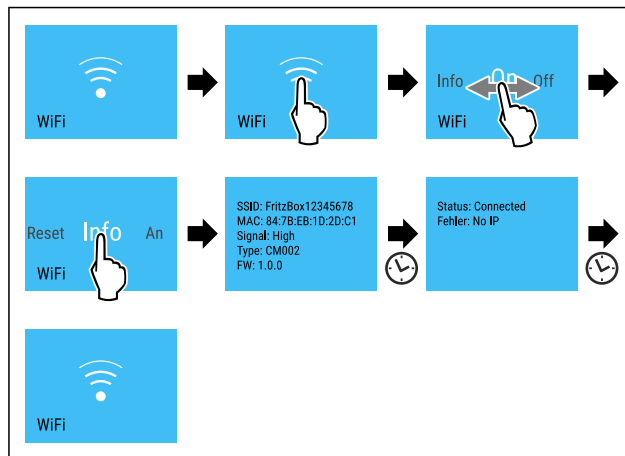 WiFi
WiFi
Info On Off
WiFi
Reset Info An
WiFi
SSID: FritzBox12345678
MAC: 84:7B:EB:1D:2D:C1
Signal: High
Type: CM002
FW: 1.0.0
Status: Connected
Fehler: No IP
WiFi